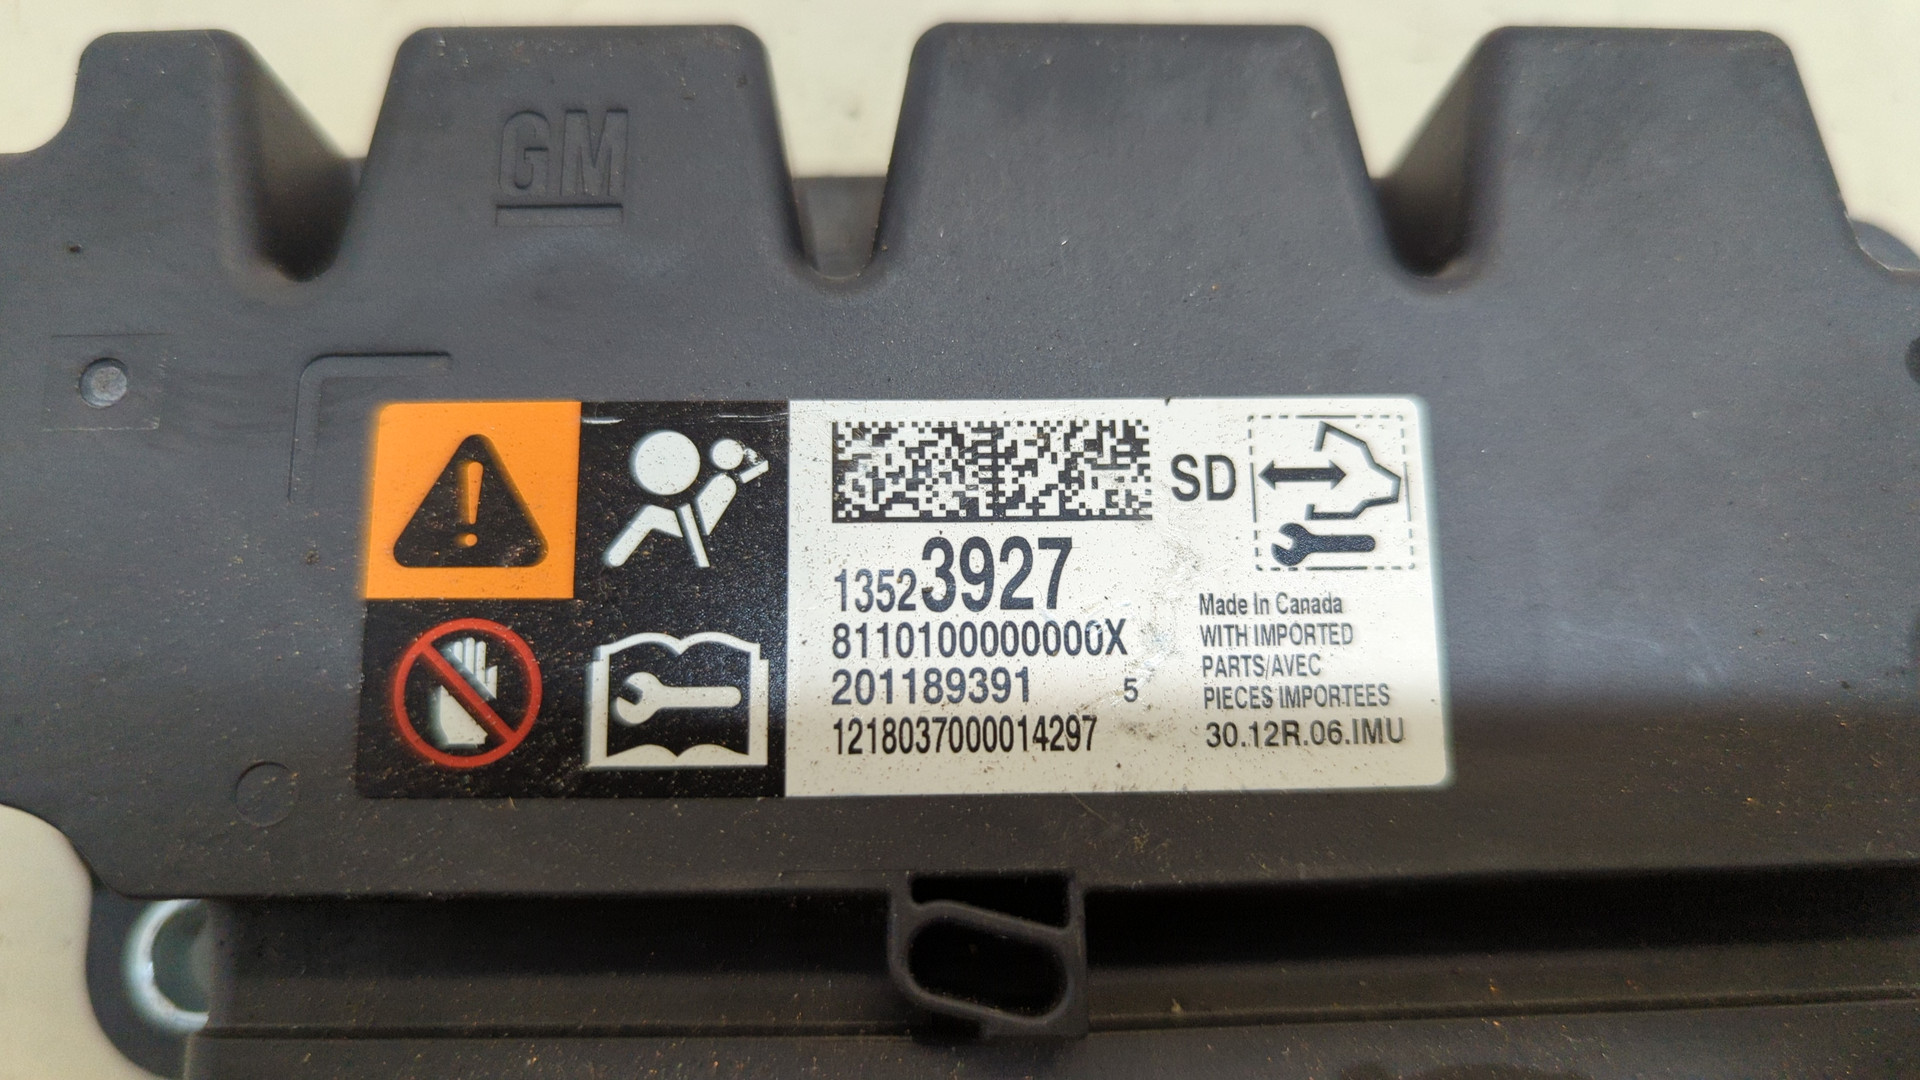 GM
SD
13523927
8110100000000X
201189391 5
1218037000014297
Made In Canada
WITH IMPORTED
PARTS/AVEC
PIECES IMPORTEES
30.12R.06.IMU